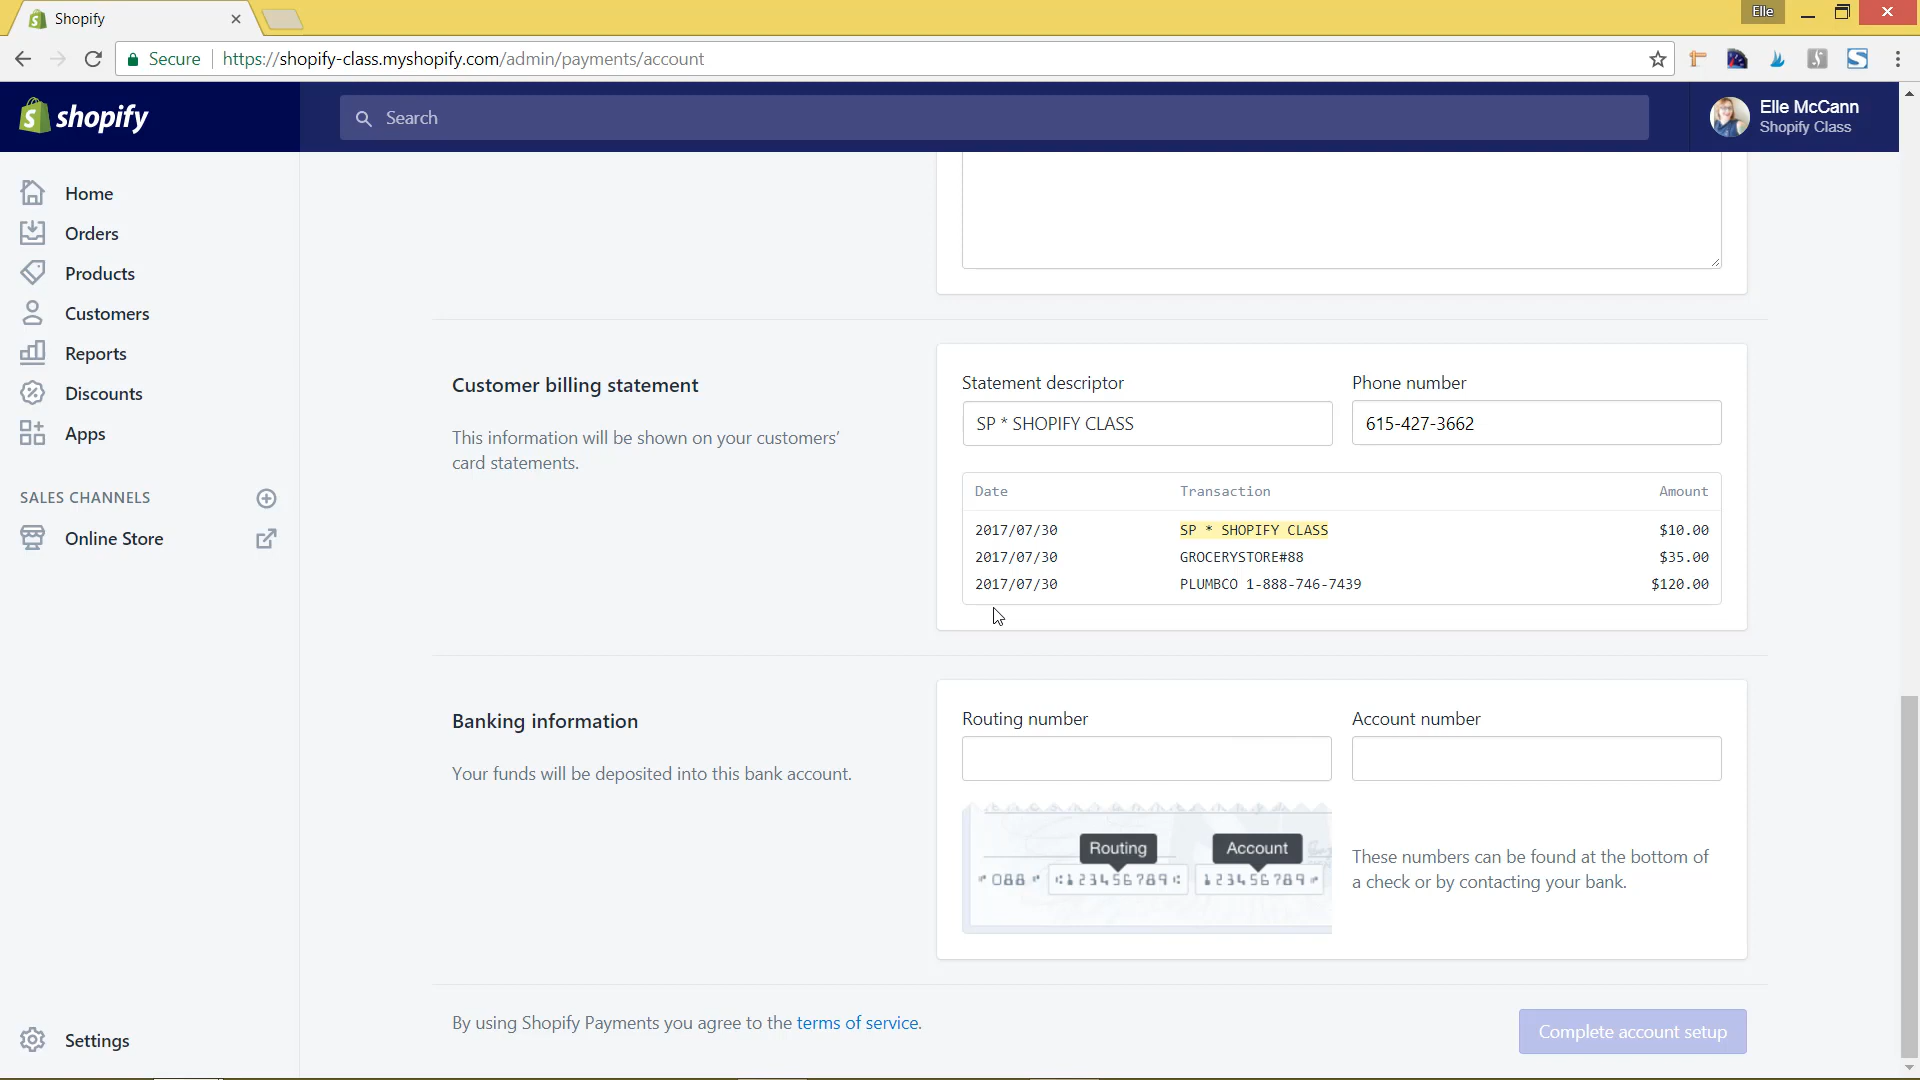 Shopify
Elle
Secure
https://shopify-class.myshopify.com/admin/payments/account
shopify
Search
Elle McCann
Shopify Class
Home
Orders
Products
Customers
Reports
Discounts
Apps
SALES CHANNELS
Online Store
Settings
Customer billing statement
This information will be shown on your customers’
card statements.
Statement descriptor
Phone number
SP * SHOPIFY CLASS
615-427-3662
Date Transaction Amount
2017/07/30 SP * SHOPIFY CLASS $10.00
2017/07/30 GROCERYSTORE#88 $35.00
2017/07/30 PLUMBCO 1-888-746-7439 $120.00
Banking information
Your funds will be deposited into this bank account.
Routing number
Account number
Routing
Account
088 123456789 123456789
These numbers can be found at the bottom of
a check or by contacting your bank.
By using Shopify Payments you agree to the terms of service.
Complete account setup